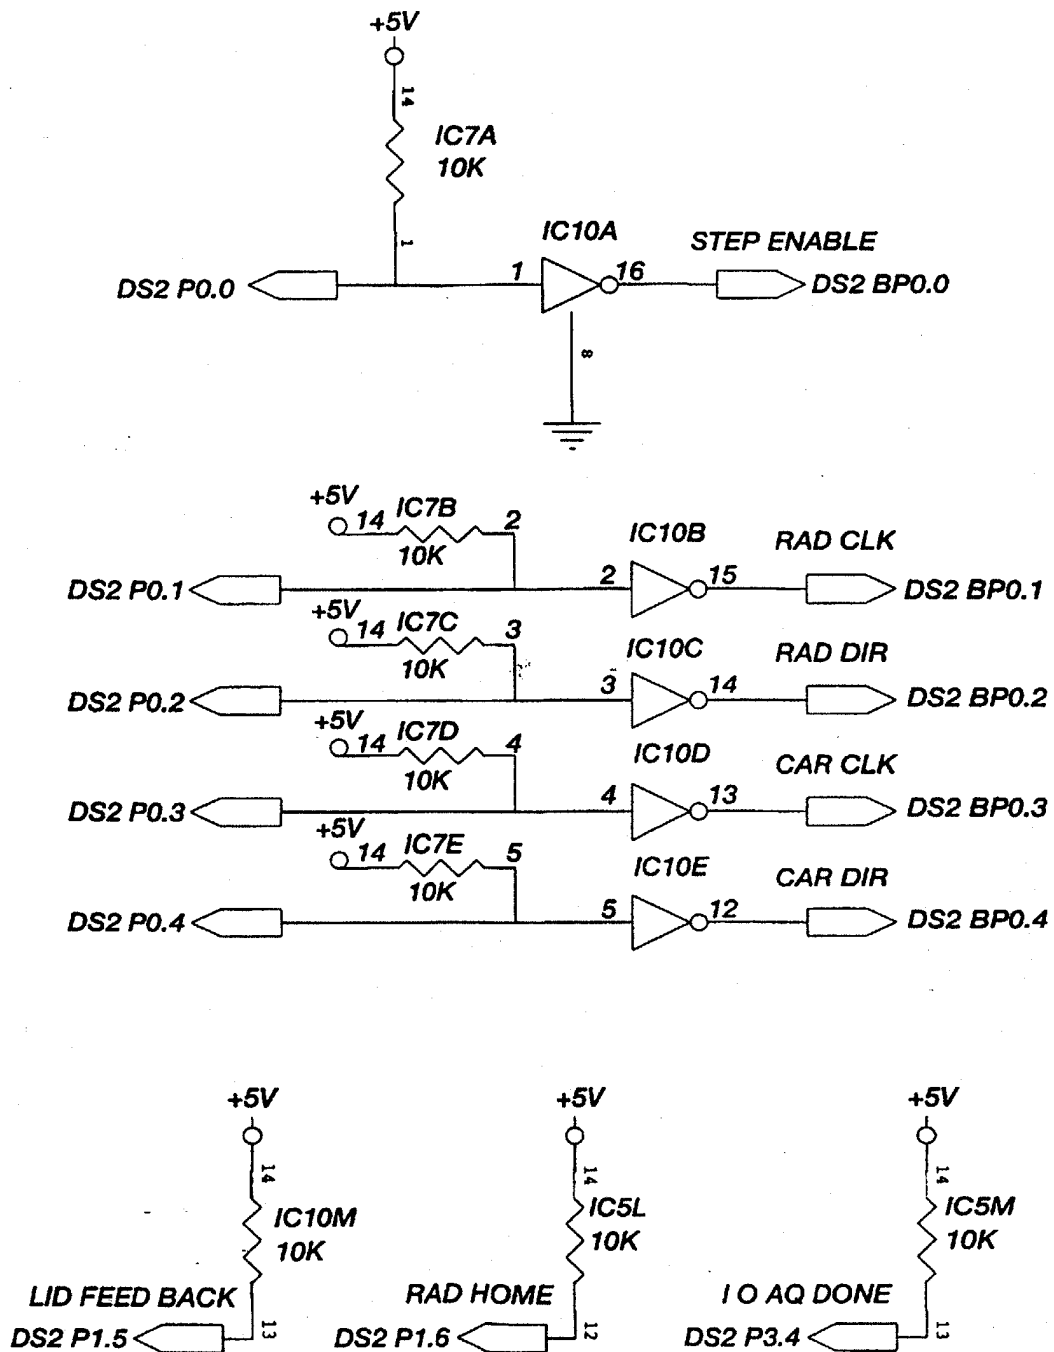 +5V
14
IC7A
10K
1
IC10A
STEP ENABLE
DS2 P0.0
1
16
DS2 BP0.0
8
+5V
14
IC7B
2
10K
IC10B
RAD CLK
DS2 P0.1
2
15
DS2 BP0.1
+5V
14
IC7C
3
10K
IC10C
RAD DIR
DS2 P0.2
3
14
DS2 BP0.2
+5V
14
IC7D
4
10K
IC10D
CAR CLK
DS2 P0.3
4
13
DS2 BP0.3
+5V
14
IC7E
5
10K
IC10E
CAR DIR
DS2 P0.4
5
12
DS2 BP0.4
+5V
14
IC10M
10K
LID FEED BACK
DS2 P1.5
13
+5V
14
IC5L
10K
RAD HOME
DS2 P1.6
12
+5V
14
IC5M
10K
I O AQ DONE
DS2 P3.4
13